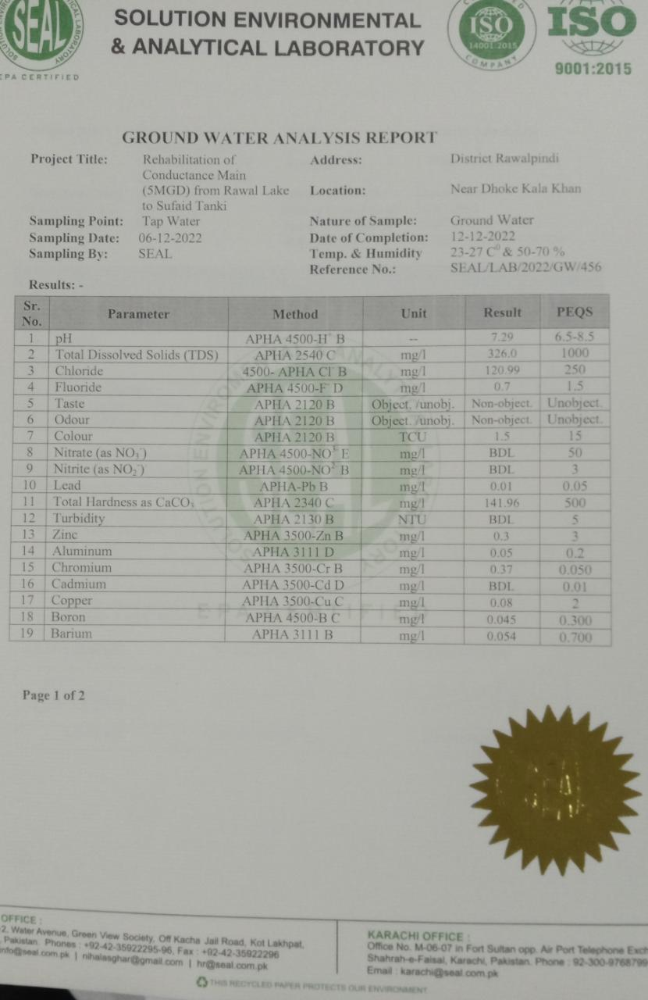 SEAL
EPA CERTIFIED
SOLUTION ENVIRONMENTAL
& ANALYTICAL LABORATORY
ISO
14001:2015
COMPANY
ISO
9001:2015
GROUND WATER ANALYSIS REPORT
Project Title: Rehabilitation of Conductance Main (5MGD) from Rawal Lake to Sufaid Tanki
Address: District Rawalpindi
Location: Near Dhoke Kala Khan
Sampling Point: Tap Water Nature of Sample: Ground Water
Sampling Date: 06-12-2022 Date of Completion: 12-12-2022
Sampling By: SEAL Temp. & Humidity 23-27 C⁰ & 50-70 %
Reference No.: SEAL/LAB/2022/GW/456
Results: -
Sr. No. Parameter Method Unit Result PEQS
1 pH APHA 4500-H⁺ B -- 7.29 6.5-8.5
2 Total Dissolved Solids (TDS) APHA 2540 C mg/l 326.0 1000
3 Chloride 4500- APHA Cl⁻ B mg/l 120.99 250
4 Fluoride APHA 4500-F⁻ D mg/l 0.7 1.5
5 Taste APHA 2120 B Object. /unobj. Non-object. Unobject.
6 Odour APHA 2120 B Object. /unobj. Non-object. Unobject.
7 Colour APHA 2120 B TCU 1.5 15
8 Nitrate (as NO₃⁻) APHA 4500-NO³⁻ E mg/l BDL 50
9 Nitrite (as NO₂⁻) APHA 4500-NO²⁻ B mg/l BDL 3
10 Lead APHA-Pb B mg/l 0.01 0.05
11 Total Hardness as CaCO₃ APHA 2340 C mg/l 141.96 500
12 Turbidity APHA 2130 B NTU BDL 5
13 Zinc APHA 3500-Zn B mg/l 0.3 3
14 Aluminum APHA 3111 D mg/l 0.05 0.2
15 Chromium APHA 3500-Cr B mg/l 0.37 0.050
16 Cadmium APHA 3500-Cd D mg/l BDL 0.01
17 Copper APHA 3500-Cu C mg/l 0.08 2
18 Boron APHA 4500-B C mg/l 0.045 0.300
19 Barium APHA 3111 B mg/l 0.054 0.700
Page 1 of 2
OFFICE :
2, Water Avenue, Green View Society, Off Kacha Jail Road, Kot Lakhpat,
, Pakistan. Phones : +92-42-35922295-96, Fax : +92-42-35922296
info@seal.com.pk | nihalasghar@gmail.com | hr@seal.com.pk
KARACHI OFFICE :
Office No. M-06-07 in Fort Sultan opp. Air Port Telephone Exch
Shahrah-e-Faisal, Karachi, Pakistan. Phone : 92-300-9768799
Email : karachi@seal.com.pk
THIS RECYCLED PAPER PROTECTS OUR ENVIRONMENT